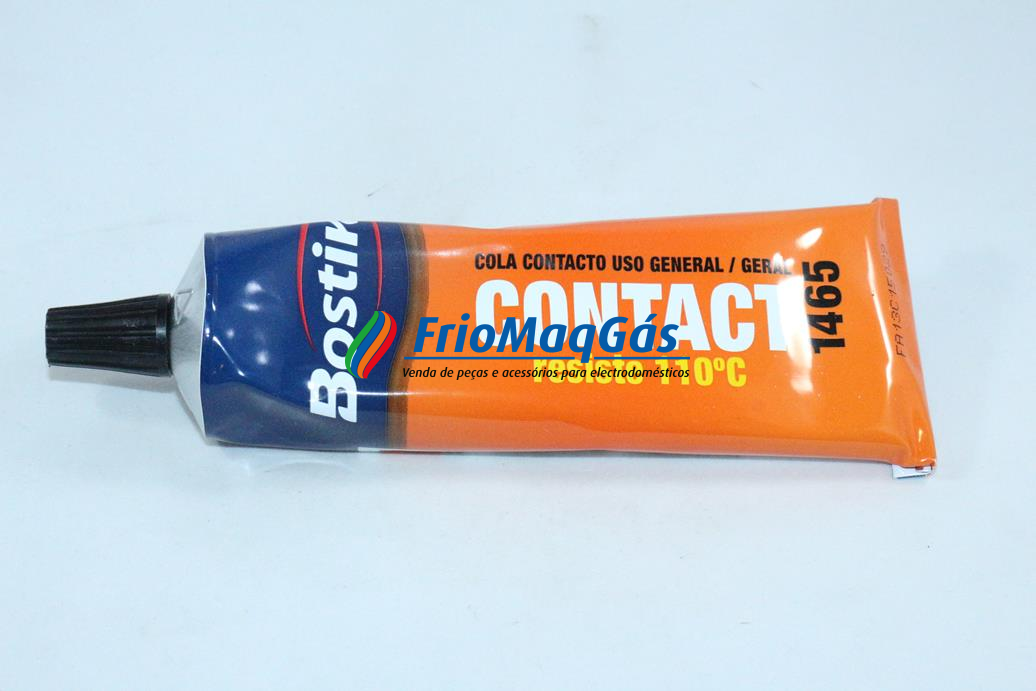 Bostik
COLA CONTACTO USO GENERAL / GERAL
CONTACT
1465
resiste 110ºC
FrioMaqGás
Venda de peças e acessórios para electrodomésticos